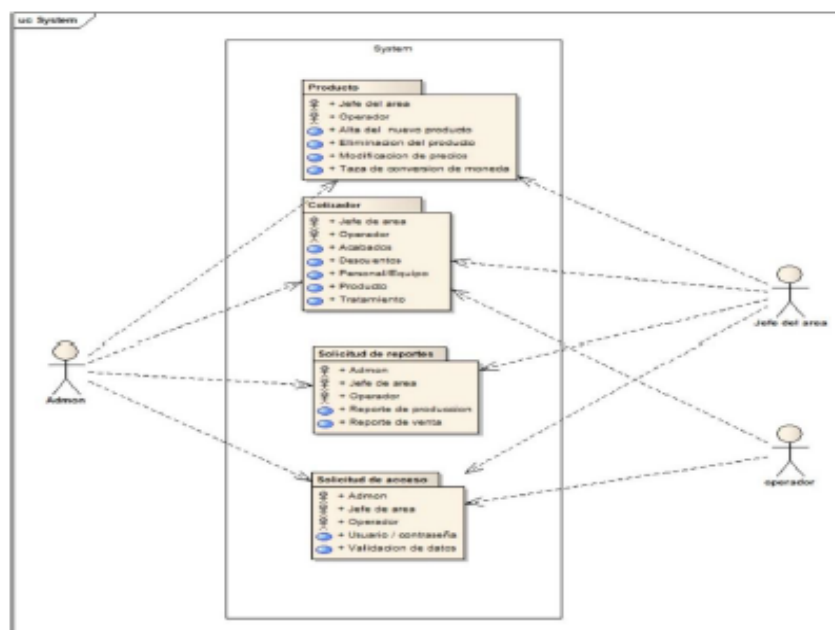 uc System
System
Producto
+ Jefe del area
+ Operador
+ Alta del nuevo producto
+ Eliminacion del producto
+ Modificacion de precios
+ Taza de conversion de moneda
Cotizador
+ Jefe de area
+ Operador
+ Acabados
+ Descuentos
+ Personal/Equipo
+ Producto
+ Tratamiento
Solicitud de reportes
+ Admon
+ Jefe de area
+ Operador
+ Reporte de produccion
+ Reporte de venta
Solicitud de acceso
+ Admon
+ Jefe de area
+ Operador
+ Usuario / contraseña
+ Validacion de datos
Admon
Jefe del area
operador